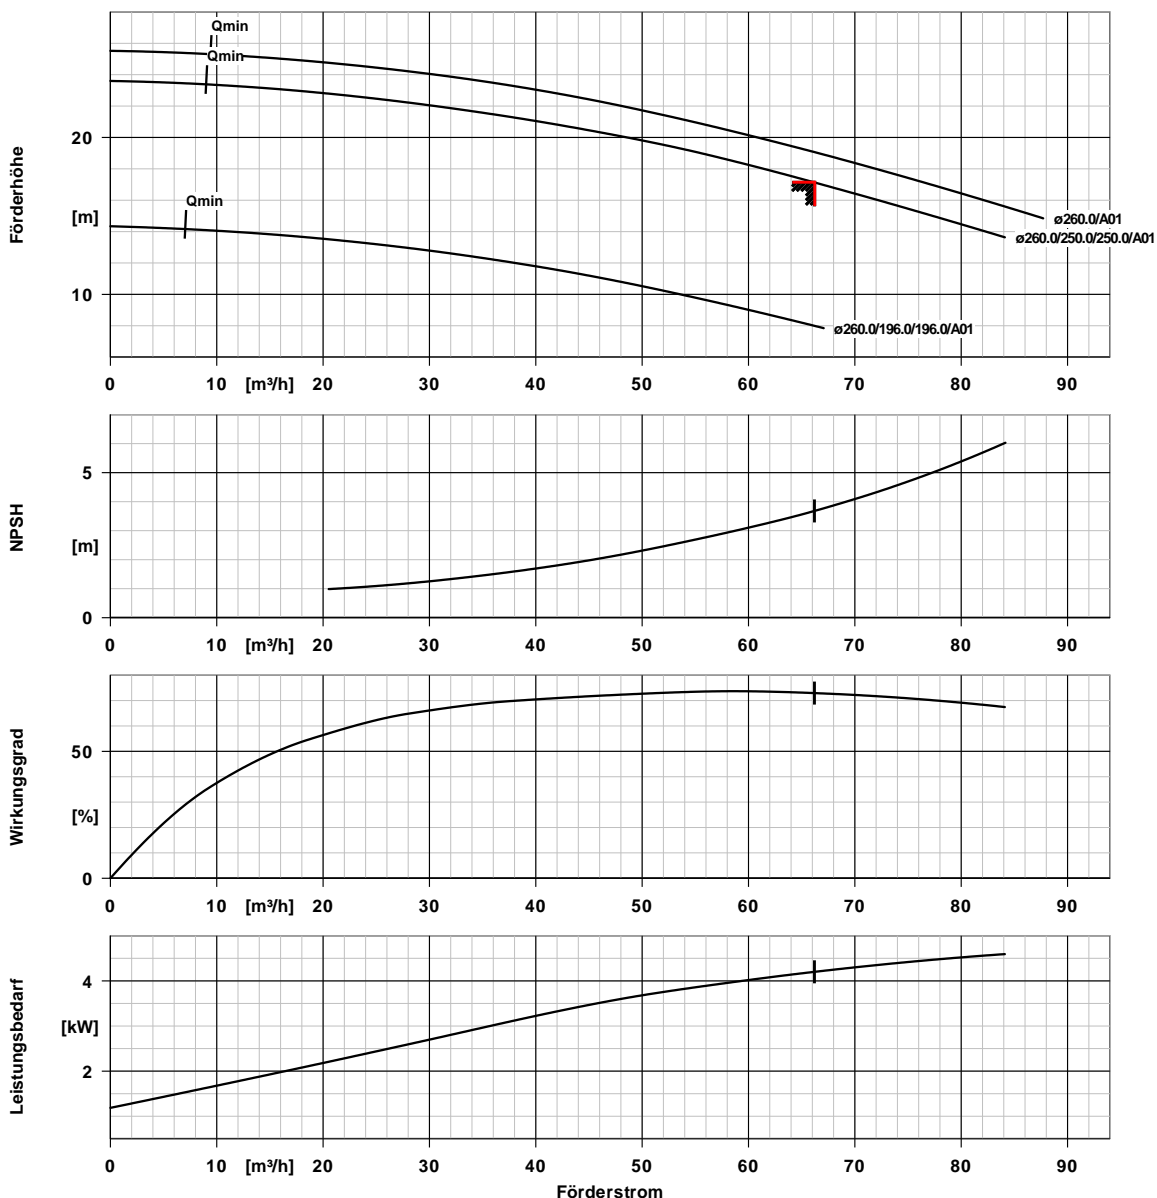 Qmin
Qmin
20
Förderhöhe
Qmin
[m]
ø260.0/A01
ø260.0/250.0/250.0/A01
10
ø260.0/196.0/196.0/A01
0 10 [m³/h] 20 30 40 50 60 70 80 90
5
NPSH
[m]
0
0 10 [m³/h] 20 30 40 50 60 70 80 90
50
Wirkungsgrad
[%]
0
0 10 [m³/h] 20 30 40 50 60 70 80 90
4
Leistungsbedarf
[kW]
2
0 10 [m³/h] 20 30 40 50 60 70 80 90
Förderstrom